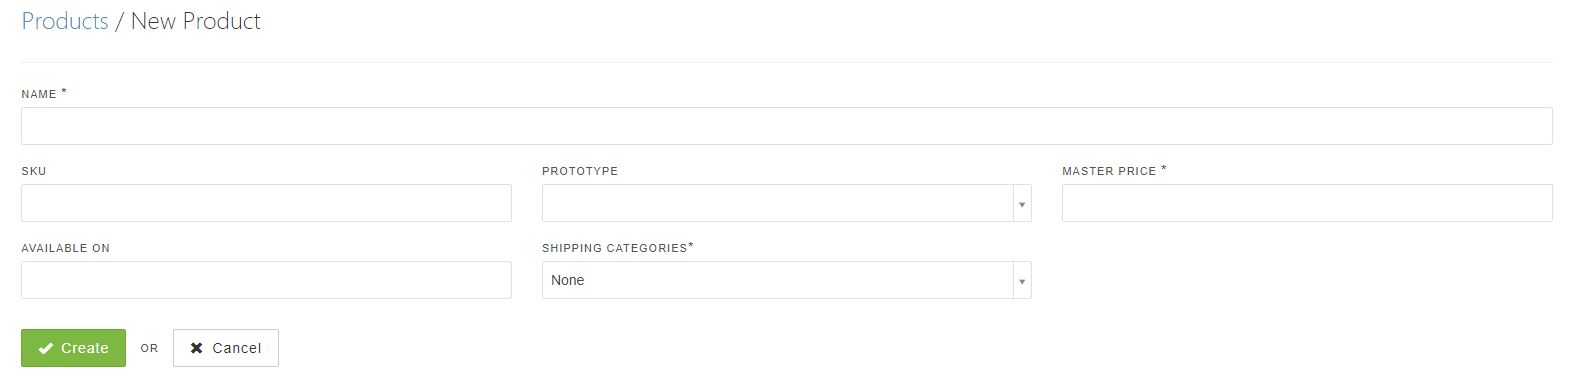 Products / New Product
NAME *
SKU PROTOTYPE MASTER PRICE *
AVAILABLE ON SHIPPING CATEGORIES*
None
Create OR Cancel